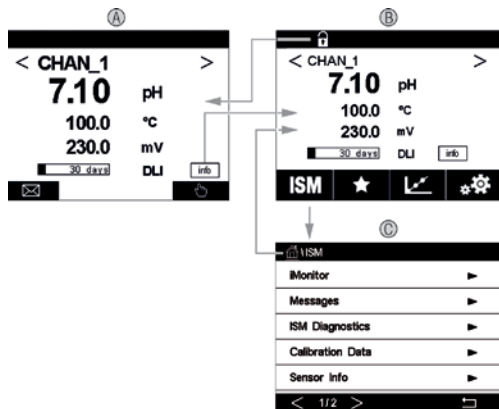 A
< CHAN_1 >
7.10 pH
100.0 °C
230.0 mV
30 days DLI info
B
< CHAN_1 >
7.10 pH
100.0 °C
230.0 mV
30 days DLI info
ISM
C
\ISM
iMonitor
Messages
ISM Diagnostics
Calibration Data
Sensor Info
< 1/2 >